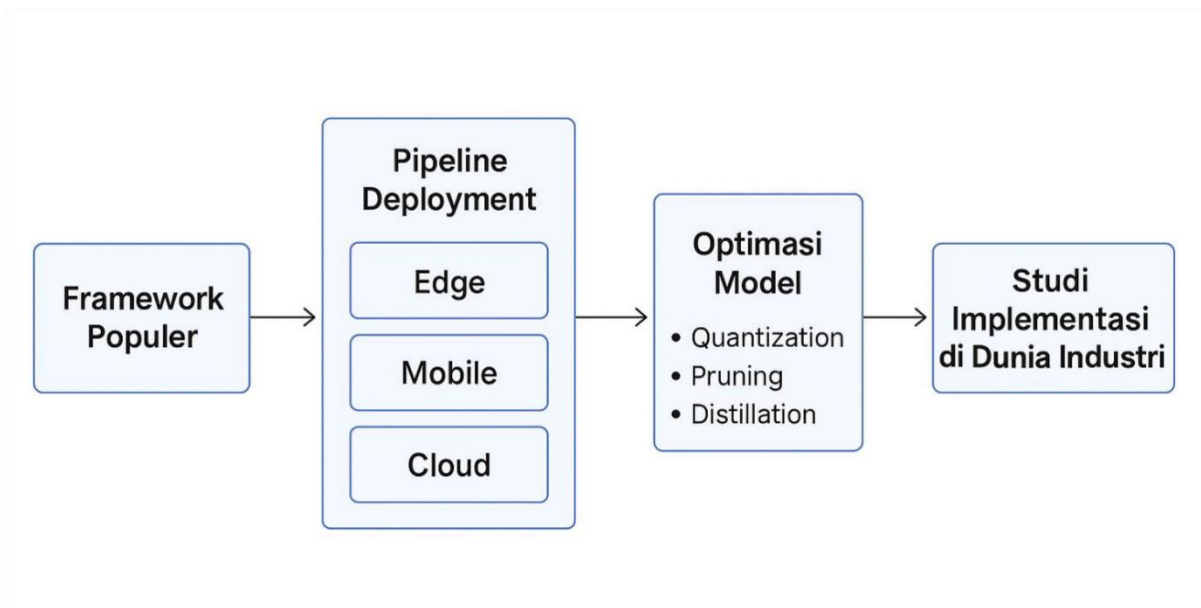 Framework
Populer
Pipeline
Deployment
Edge
Mobile
Cloud
Optimasi
Model
• Quantization
• Pruning
• Distillation
Studi
Implementasi
di Dunia Industri